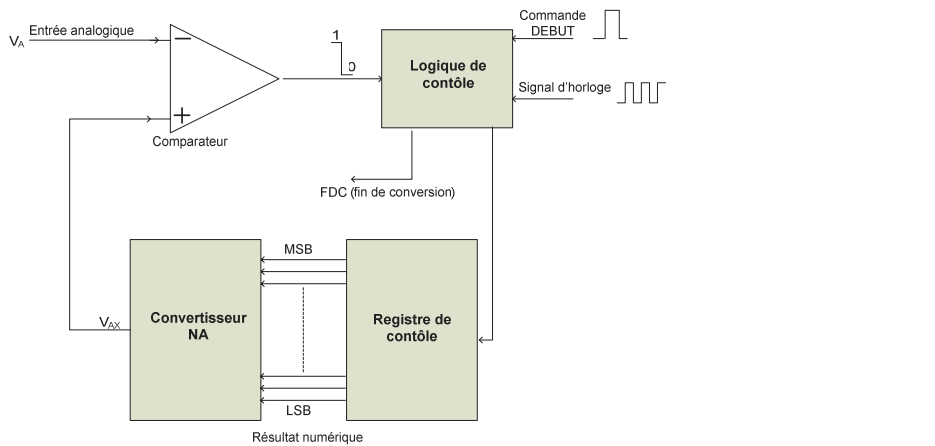 Commande
DEBUT
Entrée analogique
VA
−
1
0
Logique de
contôle
Signal d'horloge
+
Comparateur
FDC (fin de conversion)
MSB
Convertisseur
NA
Registre de
contôle
VAX
LSB
Résultat numérique